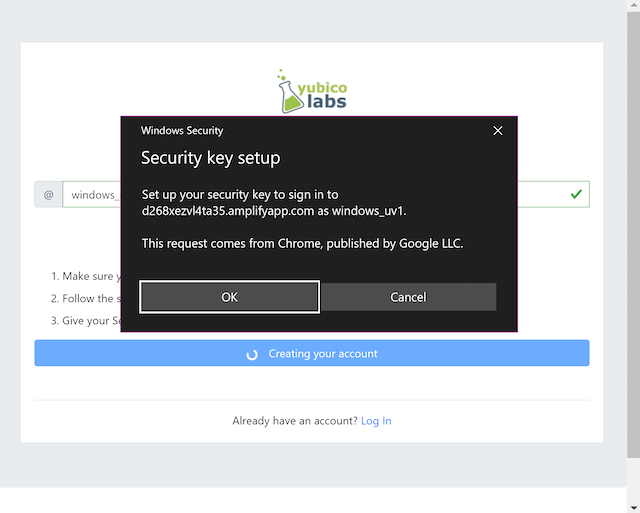 yubico
labs
Windows Security
Security key setup
Set up your security key to sign in to
d268xezvl4ta35.amplifyapp.com as windows_uv1.
This request comes from Chrome, published by Google LLC.
OK
Cancel
@ windows_
1. Make sure
2. Follow the
3. Give your
Creating your account
Already have an account? Log In